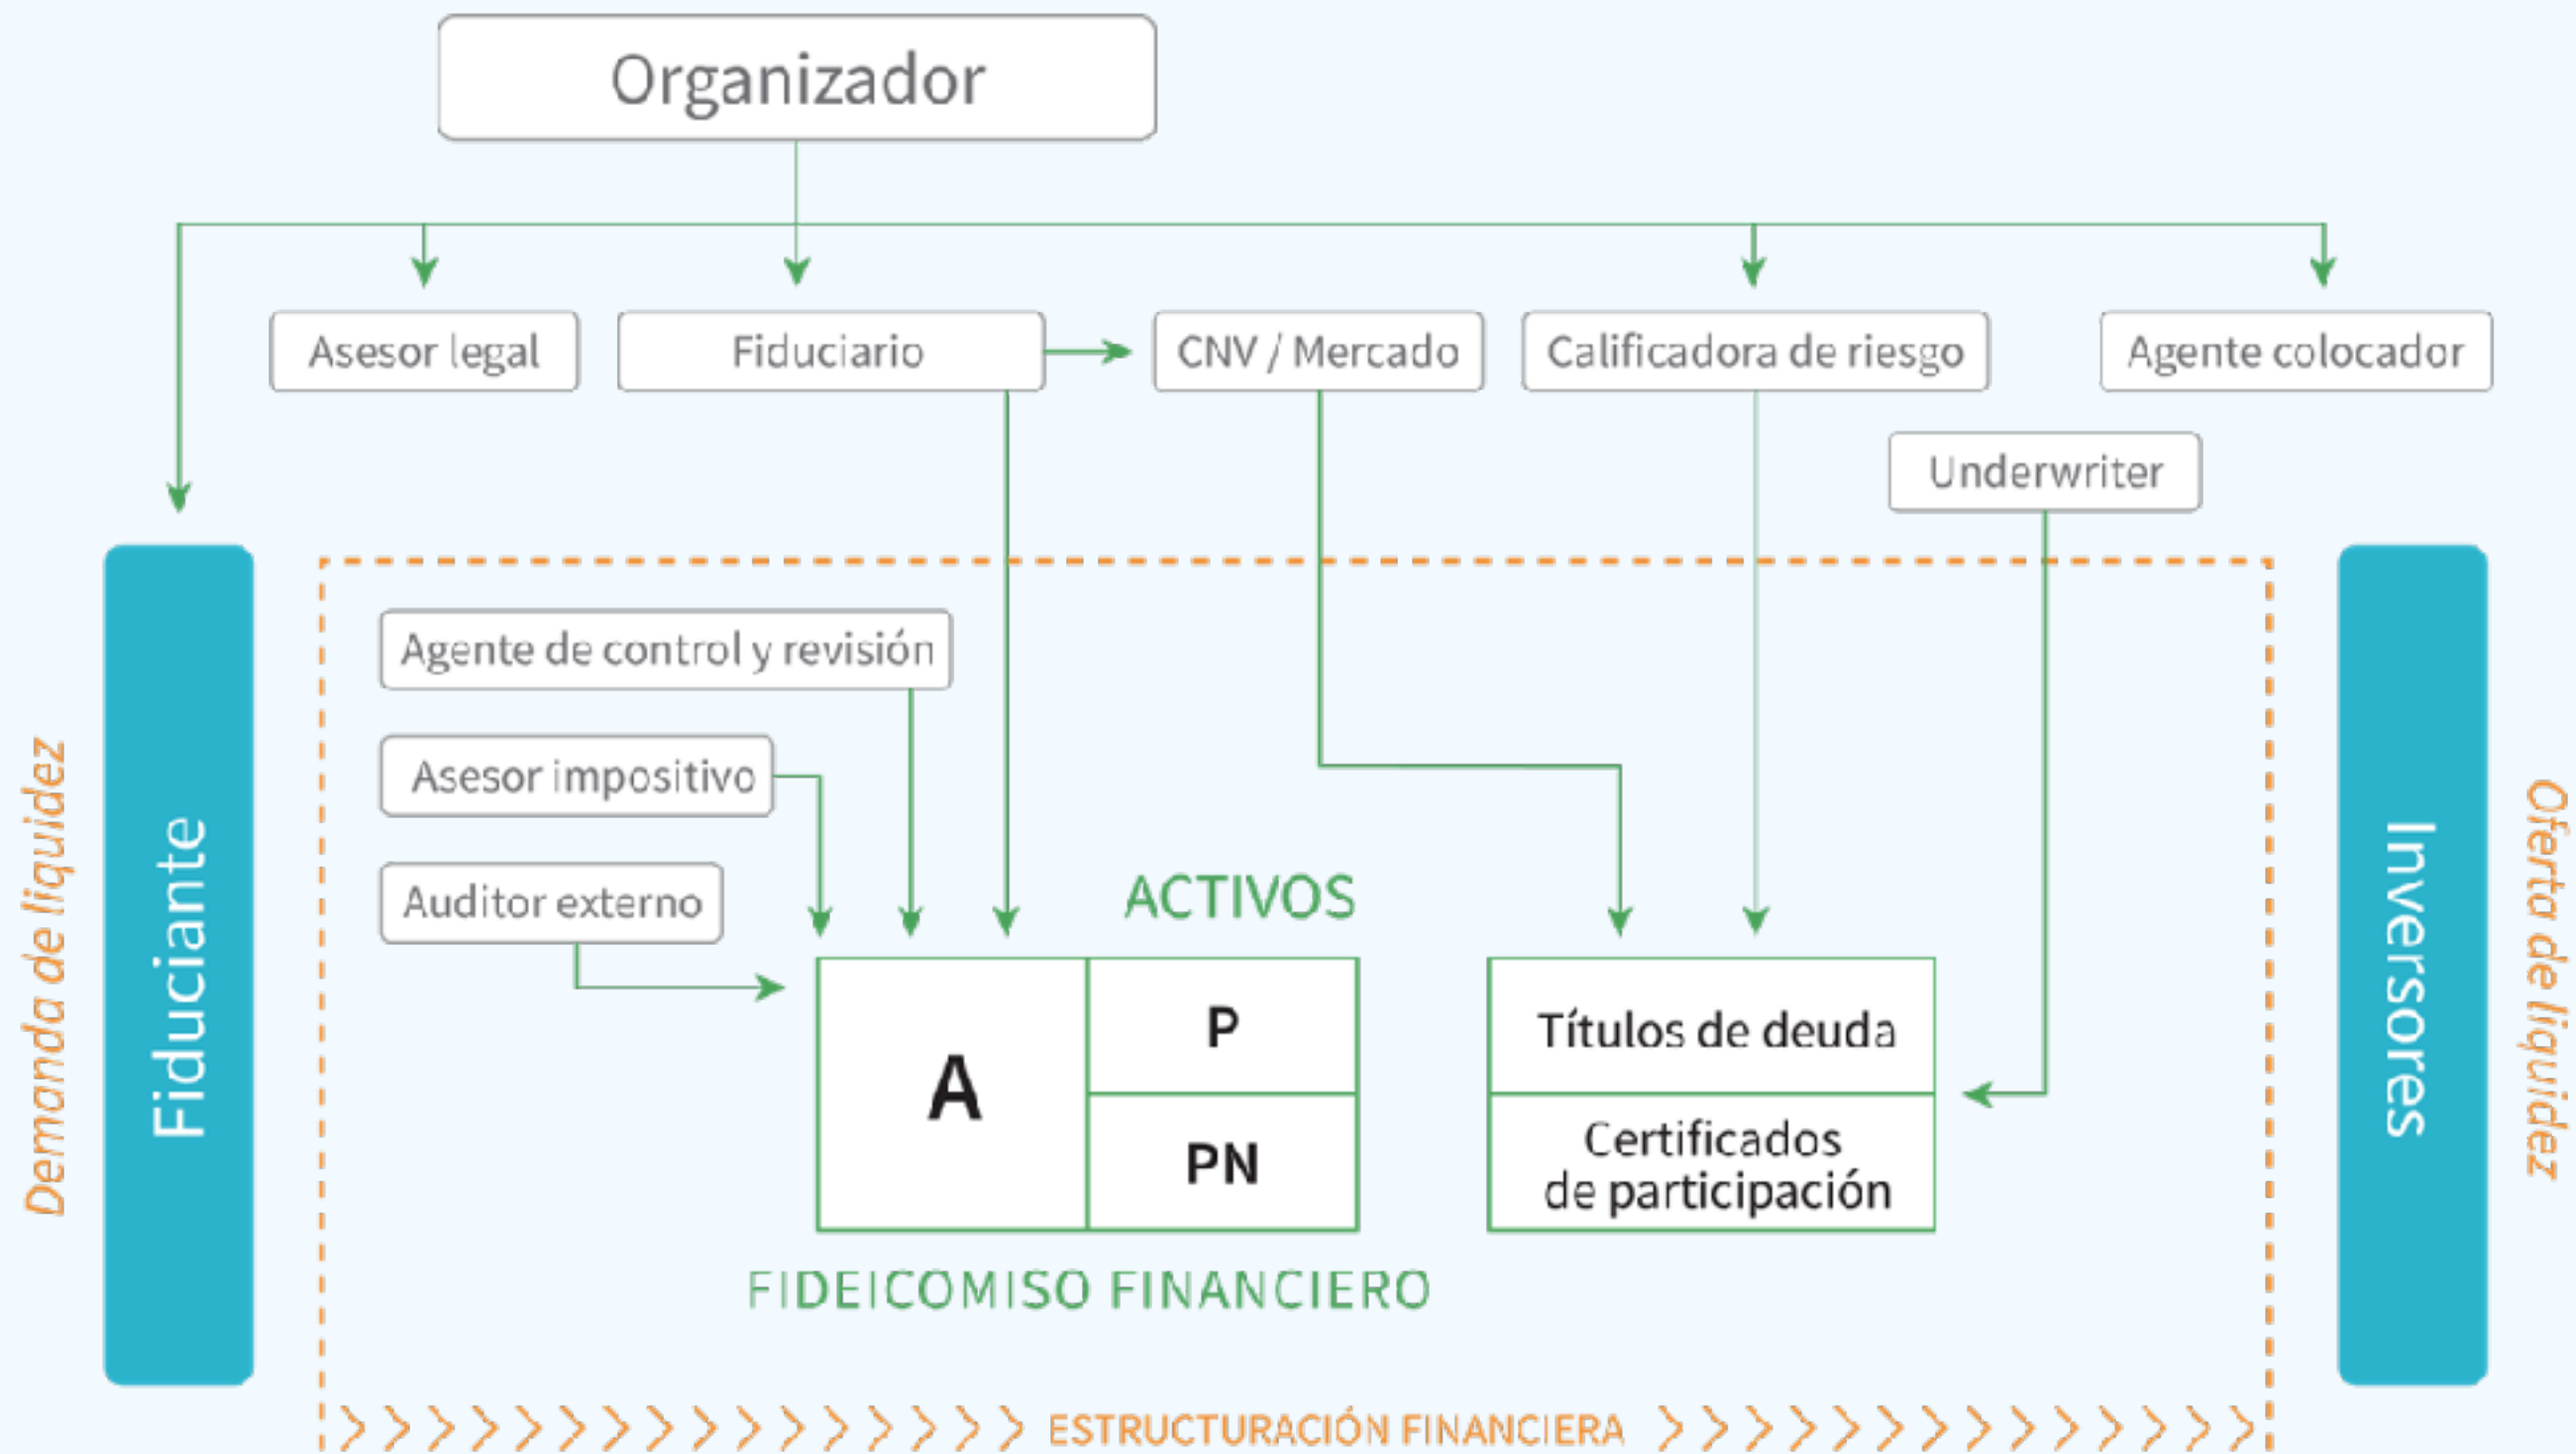 Organizador
Asesor legal
Fiduciario
CNV / Mercado
Calificadora de riesgo
Agente colocador
Underwriter
Demanda de liquidez
Fiduciante
Agente de control y revisión
Asesor impositivo
Auditor externo
ACTIVOS
A
P
PN
Títulos de deuda
Certificados
de participación
FIDEICOMISO FINANCIERO
Inversores
Oferta de liquidez
ESTRUCTURACIÓN FINANCIERA